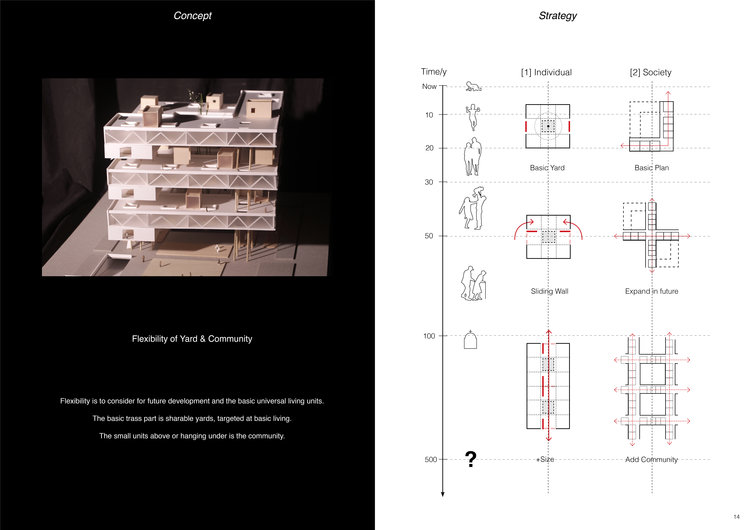 Concept
Flexibility of Yard & Community
Flexibility is to consider for future development and the basic universal living units.
The basic trass part is sharable yards, targeted at basic living.
The small units above or hanging under is the community.
Strategy
Time/y
[1] Individual
[2] Society
Now
10
20
Basic Yard
Basic Plan
30
50
Sliding Wall
Expand in future
100
500
?
+Size
Add Community
14